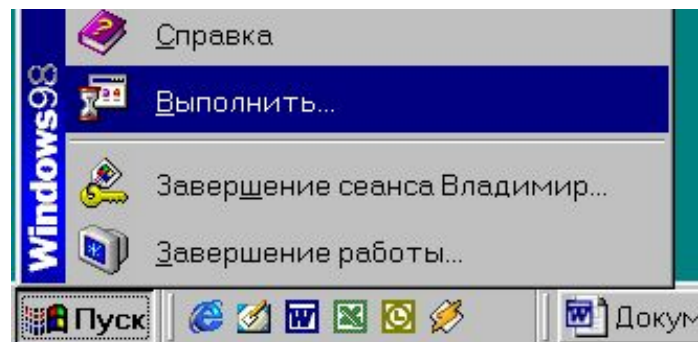 Справка
Выполнить...
Завершение сеанса Владимир...
Завершение работы...
Windows98
Пуск
Докум